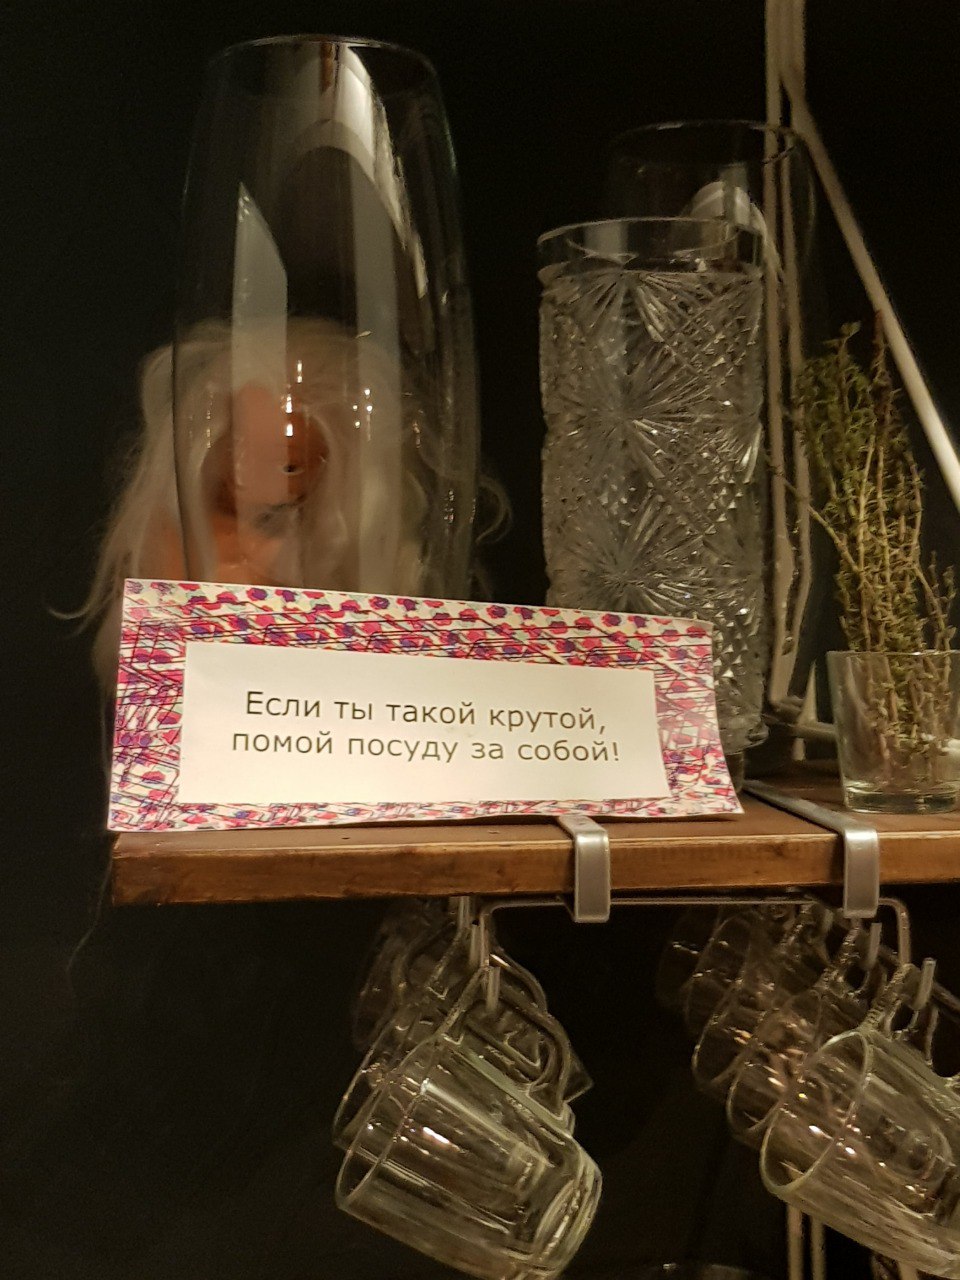 Если ты такой крутой,
помой посуду за собой!